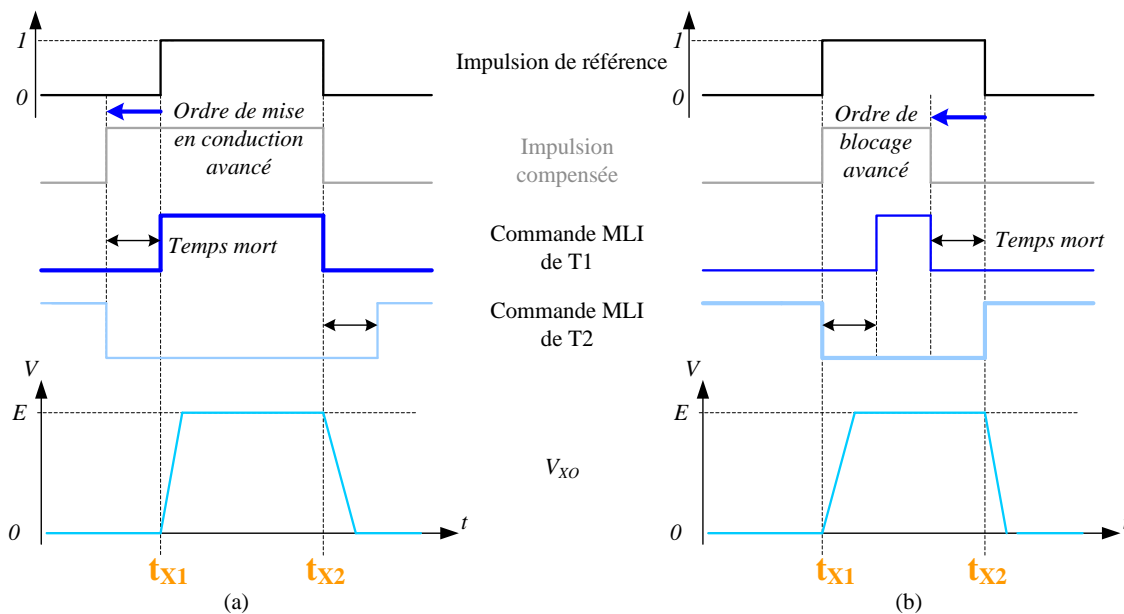 1
0
Ordre de mise
en conduction
avancé
Temps mort
V
E
0
t
tX1
tX2
(a)
Impulsion de référence
Impulsion
compensée
Commande MLI
de T1
Commande MLI
de T2
VXO
1
0
Ordre de
blocage
avancé
Temps mort
V
E
0
t
tX1
tX2
(b)